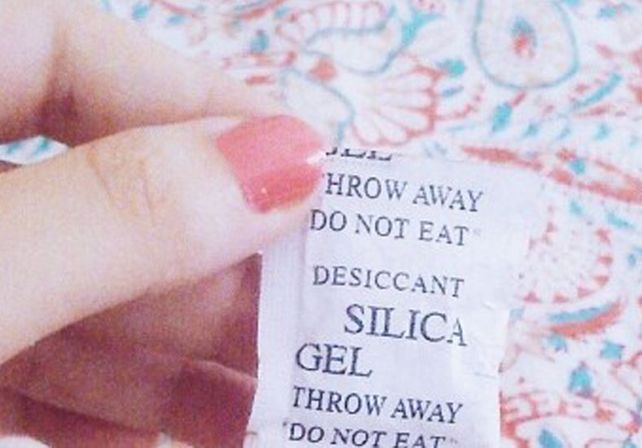 THROW AWAY
DO NOT EAT
DESICCANT
SILICA
GEL
THROW AWAY
DO NOT EAT